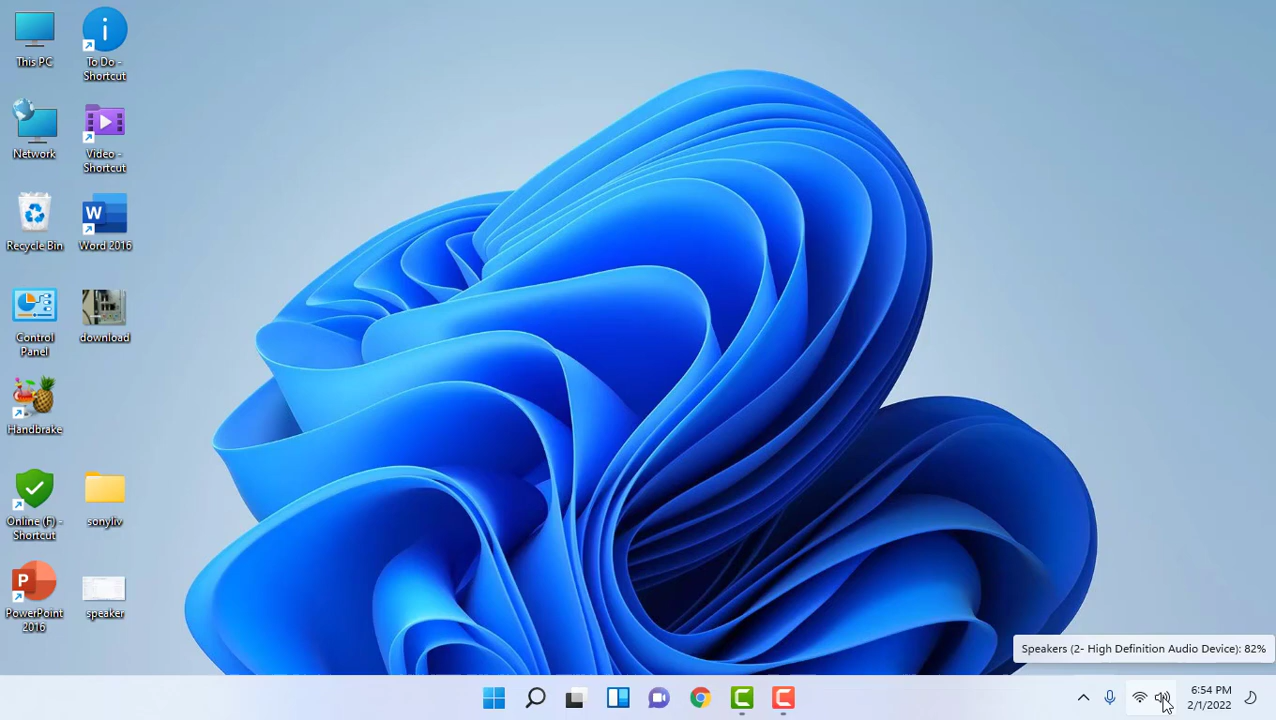 This PC
To Do -
Shortcut
Network
Video -
Shortcut
Recycle Bin
W
Word 2016
Control
Panel
download
Handbrake
Online (F) -
Shortcut
sonyliv
P
PowerPoint
2016
speaker
Speakers (2- High Definition Audio Device): 82%
6:54 PM
2/1/2022